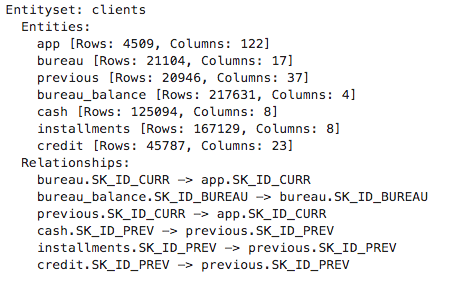 Entityset: clients
  Entities:
    app [Rows: 4509, Columns: 122]
    bureau [Rows: 21104, Columns: 17]
    previous [Rows: 20946, Columns: 37]
    bureau_balance [Rows: 217631, Columns: 4]
    cash [Rows: 125094, Columns: 8]
    installments [Rows: 167129, Columns: 8]
    credit [Rows: 45787, Columns: 23]
  Relationships:
    bureau.SK_ID_CURR —> app.SK_ID_CURR
    bureau_balance.SK_ID_BUREAU —> bureau.SK_ID_BUREAU
    previous.SK_ID_CURR —> app.SK_ID_CURR
    cash.SK_ID_PREV —> previous.SK_ID_PREV
    installments.SK_ID_PREV —> previous.SK_ID_PREV
    credit.SK_ID_PREV —> previous.SK_ID_PREV